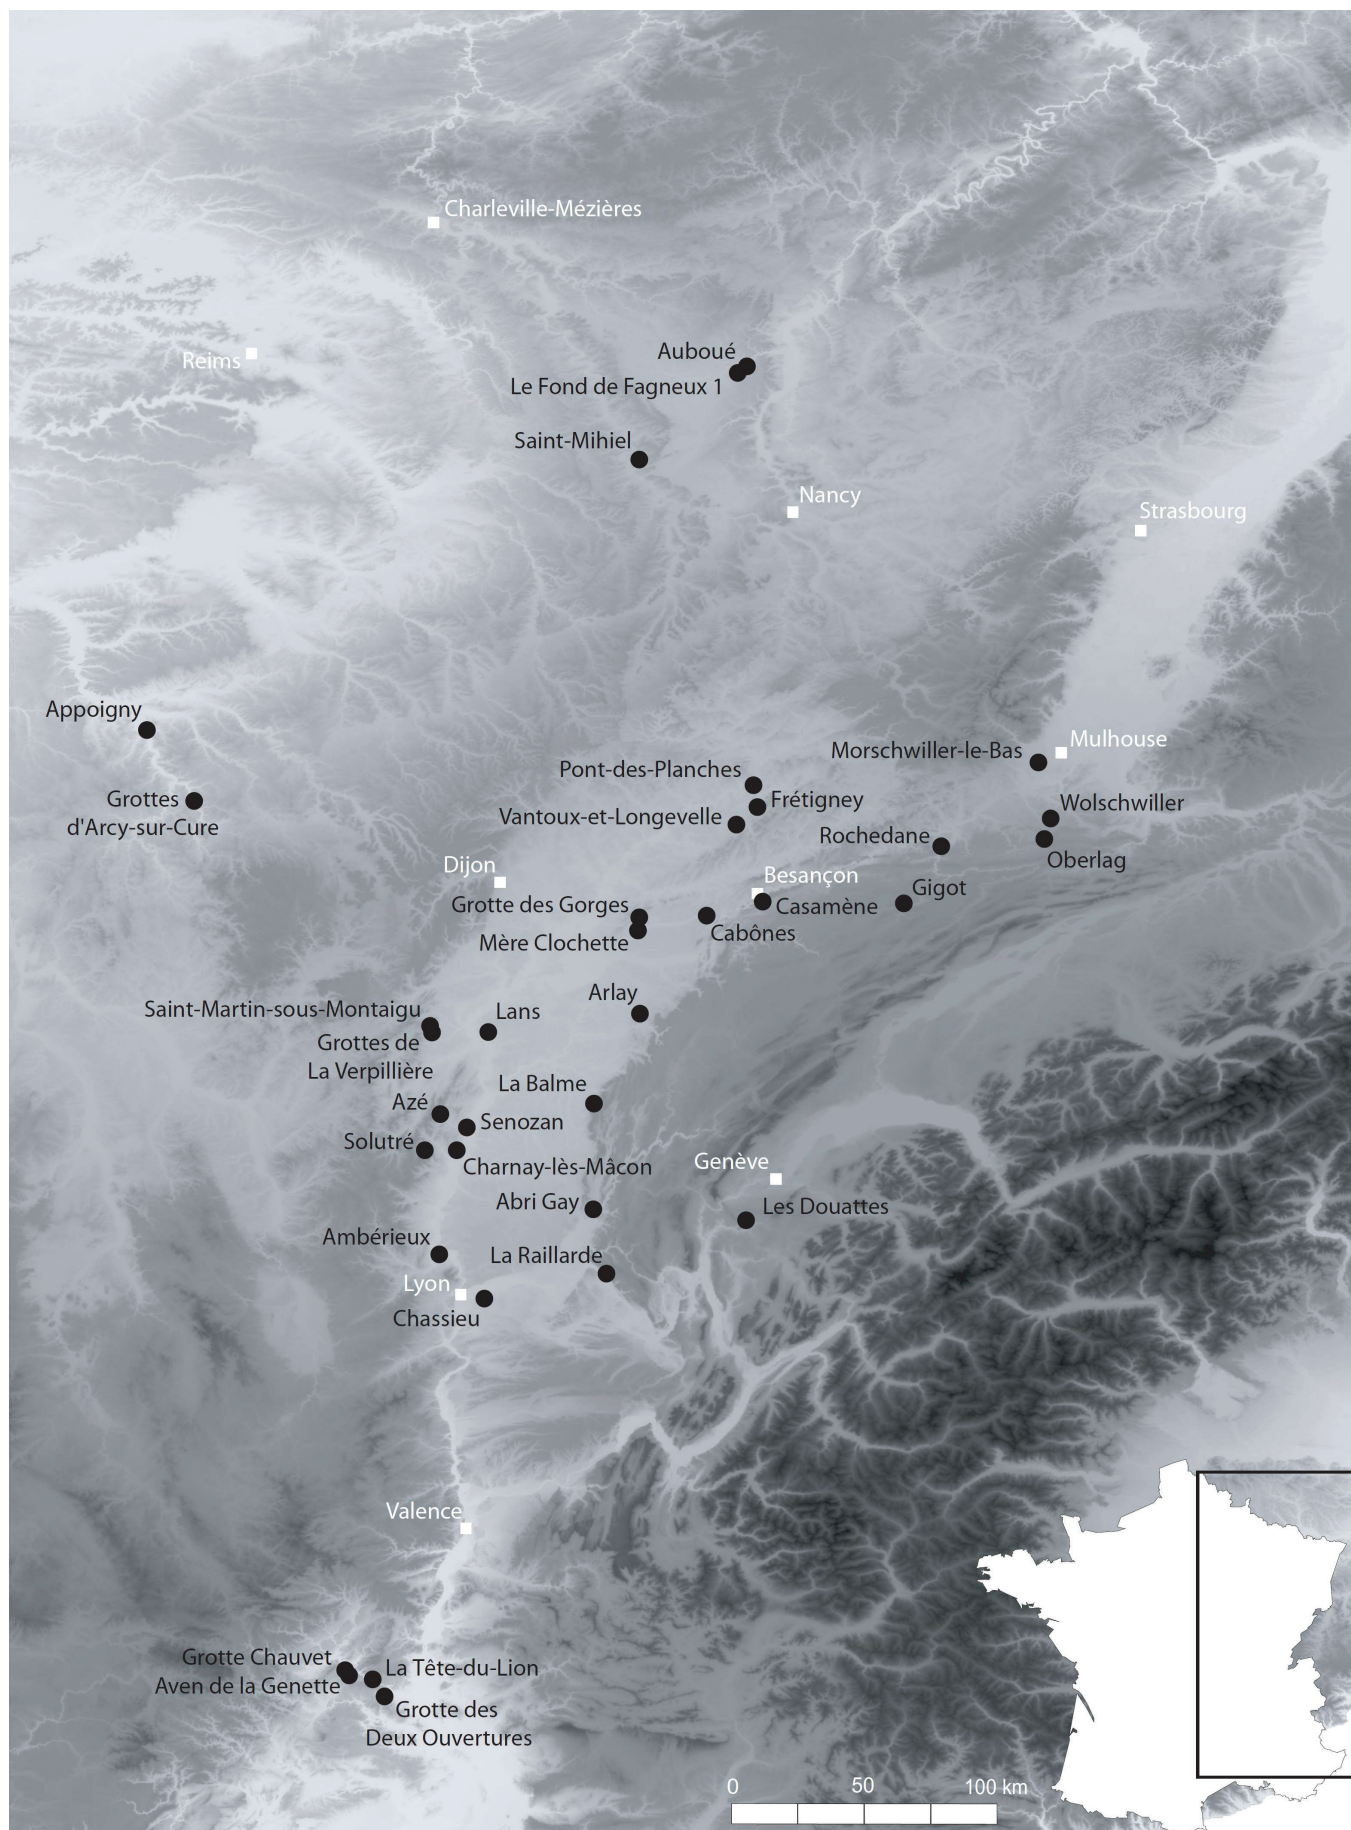 Charleville-Mézières
Reims
Auboué
Le Fond de Fagneux 1
Saint-Mihiel
Nancy
Strasbourg
Appoigny
Mulhouse
Morschwiller-le-Bas
Pont-des-Planches
Grottes
d'Arcy-sur-Cure
Frétigney
Wolschwiller
Vantoux-et-Longevelle
Rochedane
Oberlag
Dijon
Besançon
Gigot
Grotte des Gorges
Casamène
Cabônes
Mère Clochette
Arlay
Saint-Martin-sous-Montaigu
Lans
Grottes de
La Verpillière
La Balme
Azé
Senozan
Solutré
Charnay-lès-Mâcon
Genève
Abri Gay
Les Douattes
Ambérieux
La Raillarde
Lyon
Chassieu
Valence
Grotte Chauvet
La Tête-du-Lion
Aven de la Genette
Grotte des
Deux Ouvertures
0 50 100 km